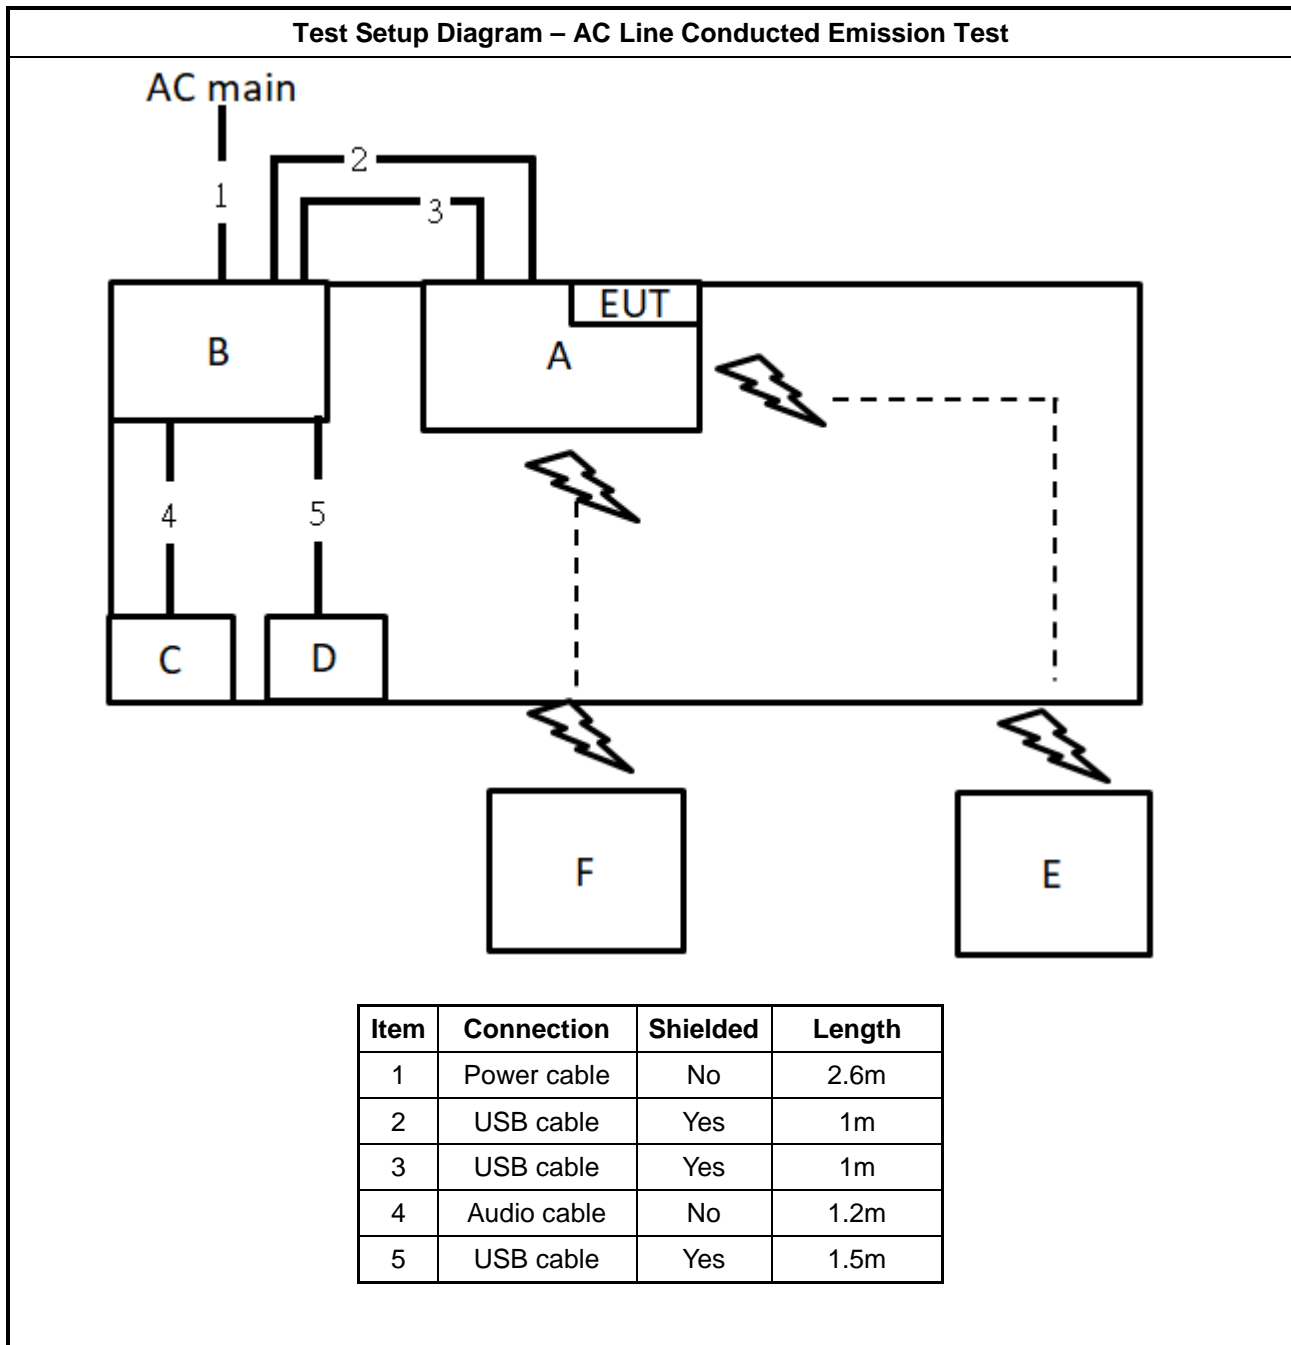 Test Setup Diagram – AC Line Conducted Emission Test
AC main
2
1
3
EUT
B
A
4
5
C
D
F
E
Item Connection Shielded Length
1 Power cable No 2.6m
2 USB cable Yes 1m
3 USB cable Yes 1m
4 Audio cable No 1.2m
5 USB cable Yes 1.5m